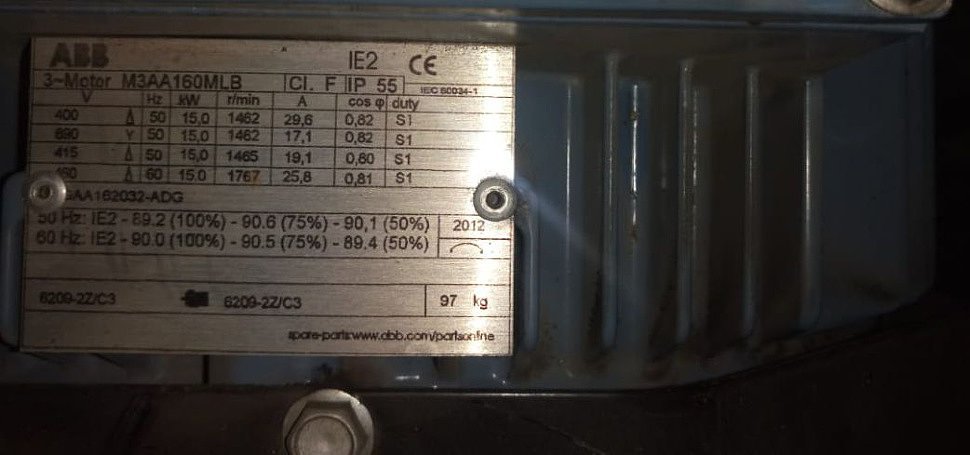 ABB IE2 CE
3~Motor M3AA160MLB Cl. F IP 55 IEC 60034-1
V Hz kW r/min A cos φ duty
400 Δ 50 15,0 1462 29,6 0,82 S1
690 Y 50 15,0 1462 17,1 0,82 S1
415 Δ 50 15,0 1465 19,1 0,80 S1
460 Δ 60 15.0 1767 25,8 0,81 S1
AA162032-ADG
50 Hz: IE2 - 89.2 (100%) - 90.6 (75%) - 90,1 (50%) 2012
60 Hz: IE2 - 90.0 (100%) - 90.5 (75%) - 89,4 (50%)
6209-2Z/C3 6209-2Z/C3 97 kg
spare-parts:www.abb.com/partsonline